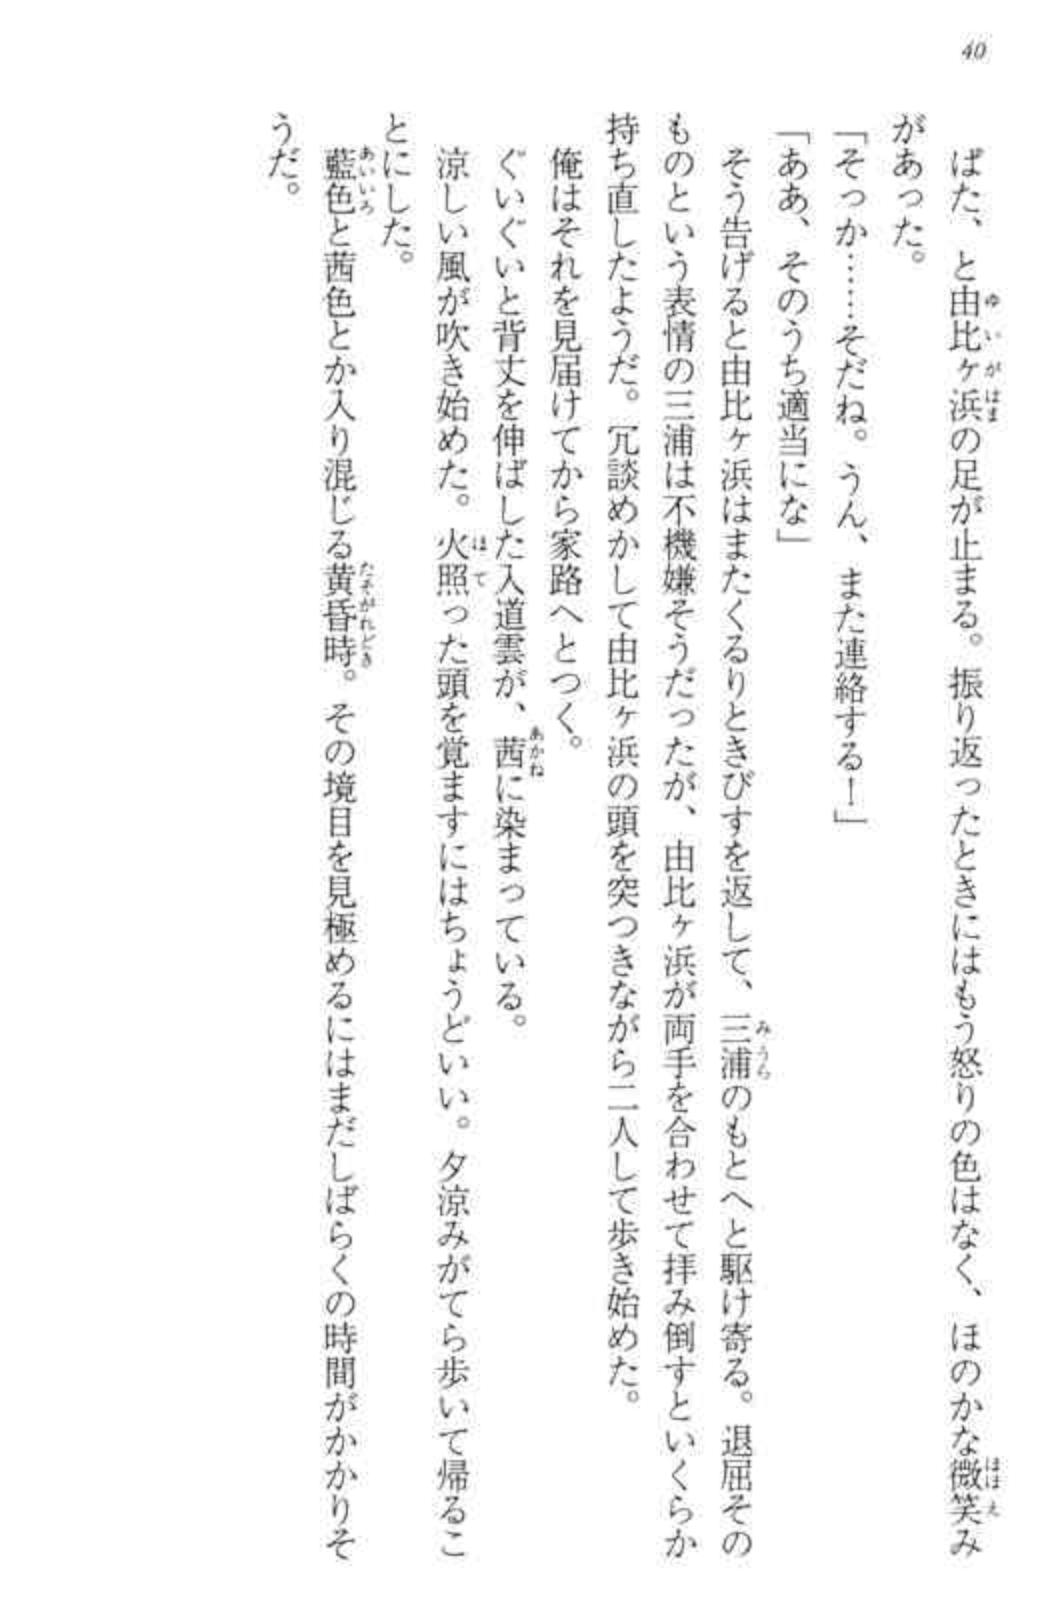 40
ぱた、と由比ヶ浜の足が止まる。振り返ったときにはもう怒りの色はなく、ほのかな微笑み
があった。
「そっか……そだね。うん、また連絡する！」
「ああ、そのうち適当にな」
そう告げると由比ヶ浜はまたくるりときびすを返して、三浦のもとへと駆け寄る。退屈その
ものという表情の三浦は不機嫌そうだったが、由比ヶ浜が両手を合わせて拝み倒すといくらか
持ち直したようだ。冗談めかして由比ヶ浜の頭を突つきながら二人して歩き始めた。
俺はそれを見届けてから家路へとつく。
ぐいぐいと背丈を伸ばした入道雲が、茜に染まっている。
涼しい風が吹き始めた。火照った頭を覚ますにはちょうどいい。夕涼みがてら歩いて帰るこ
とにした。
藍色と茜色とか入り混じる黄昏時。その境目を見極めるにはまだしばらくの時間がかかりそ
うだ。